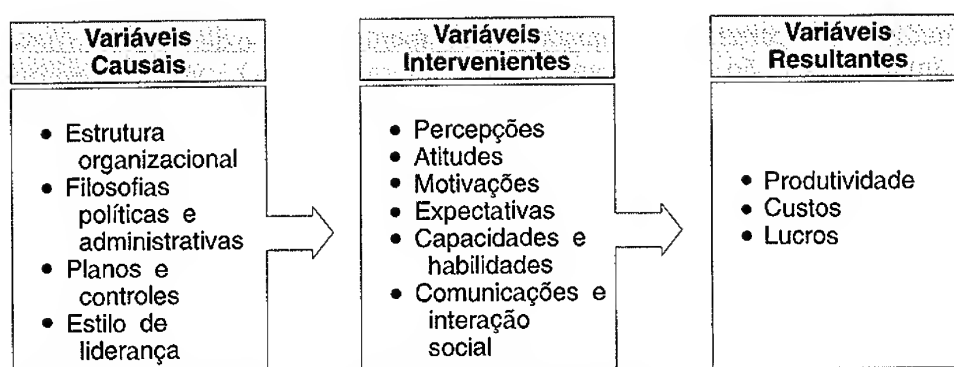 Variáveis
Causais
• Estrutura
organizacional
• Filosofias
políticas e
administrativas
• Planos e
controles
• Estilo de
liderança
Variáveis
Intervenientes
• Percepções
• Atitudes
• Motivações
• Expectativas
• Capacidades e
habilidades
• Comunicações e
interação
social
Variáveis
Resultantes
• Produtividade
• Custos
• Lucros